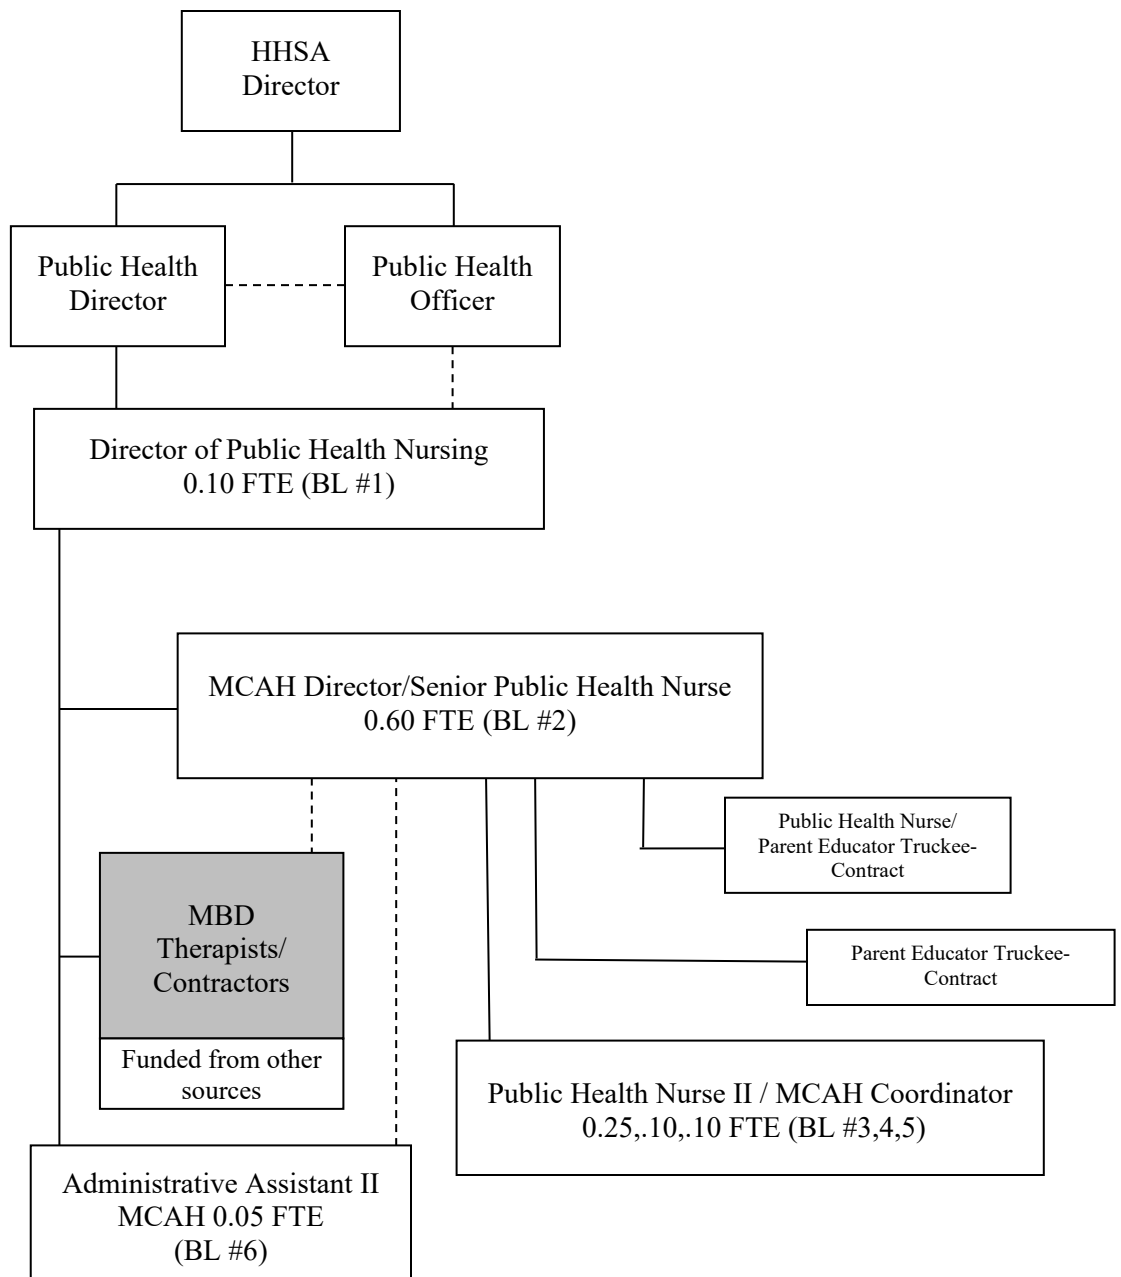 HHSA
Director
Public Health
Director
Public Health
Officer
Director of Public Health Nursing
0.10 FTE (BL #1)
MCAH Director/Senior Public Health Nurse
0.60 FTE (BL #2)
Public Health Nurse/
Parent Educator Truckee-
Contract
MBD
Therapists/
Contractors
Parent Educator Truckee-
Contract
Funded from other
sources
Public Health Nurse II / MCAH Coordinator
0.25,.10,.10 FTE (BL #3,4,5)
Administrative Assistant II
MCAH 0.05 FTE
(BL #6)